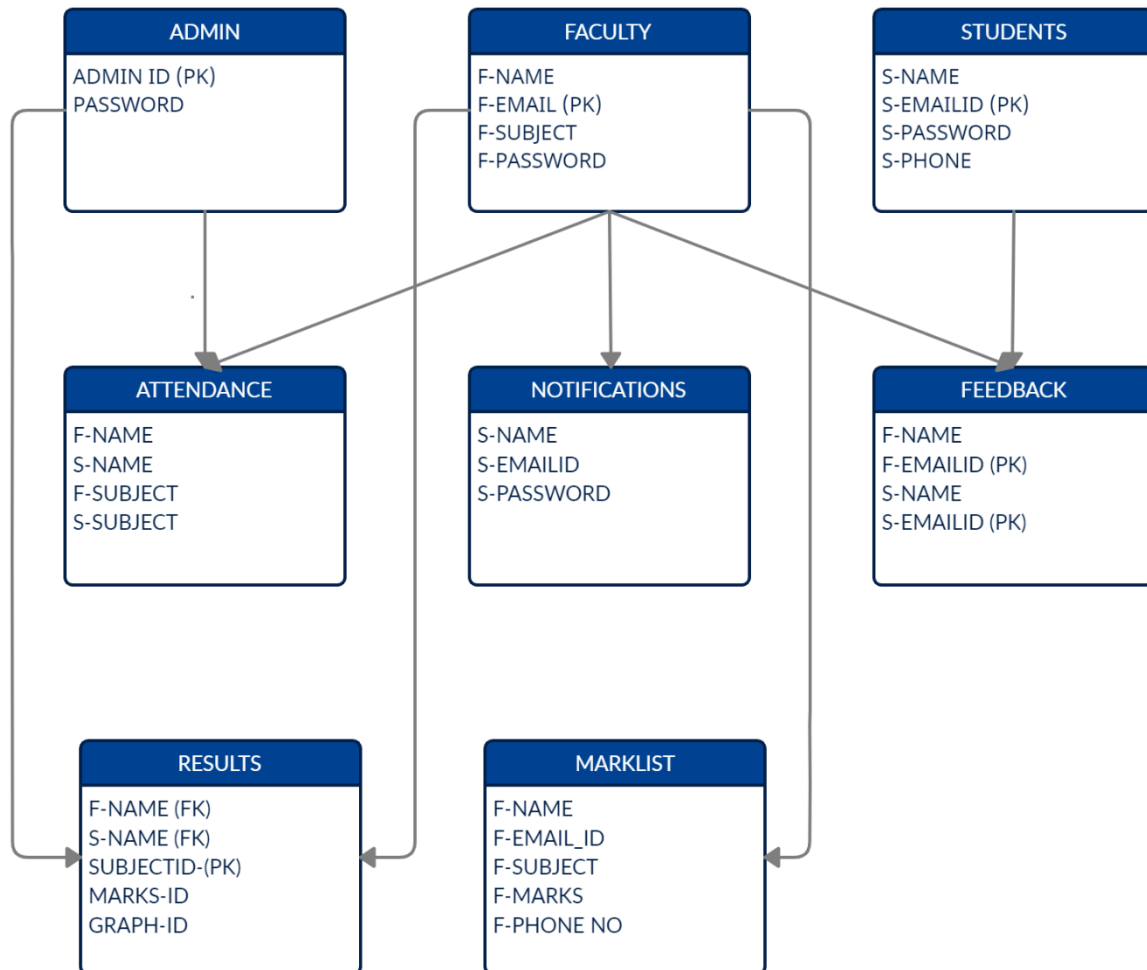 ADMIN
ADMIN ID (PK)
PASSWORD
FACULTY
F-NAME
F-EMAIL (PK)
F-SUBJECT
F-PASSWORD
STUDENTS
S-NAME
S-EMAILID (PK)
S-PASSWORD
S-PHONE
ATTENDANCE
F-NAME
S-NAME
F-SUBJECT
S-SUBJECT
NOTIFICATIONS
S-NAME
S-EMAILID
S-PASSWORD
FEEDBACK
F-NAME
F-EMAILID (PK)
S-NAME
S-EMAILID (PK)
RESULTS
F-NAME (FK)
S-NAME (FK)
SUBJECTID-(PK)
MARKS-ID
GRAPH-ID
MARKLIST
F-NAME
F-EMAIL_ID
F-SUBJECT
F-MARKS
F-PHONE NO